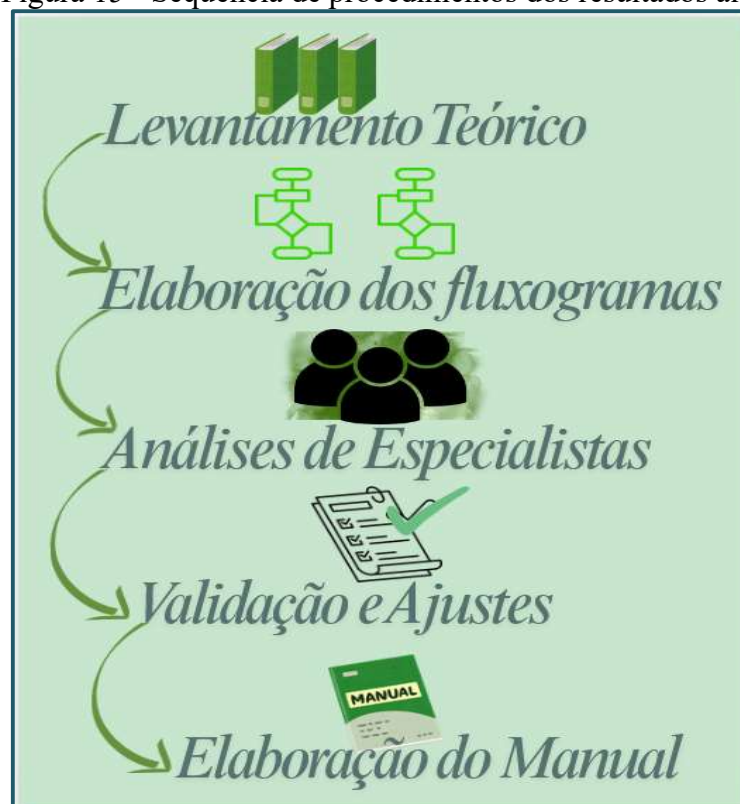 Levantamento Teórico
Elaboração dos fluxogramas
Análises de Especialistas
Validação e Ajustes
MANUAL
Elaboração do Manual